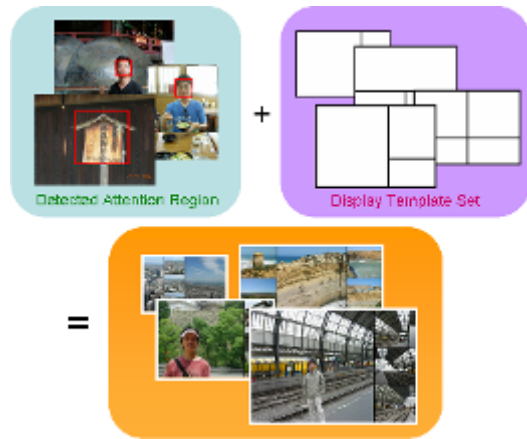 +
Detected Attention Region
Display Template Set
=